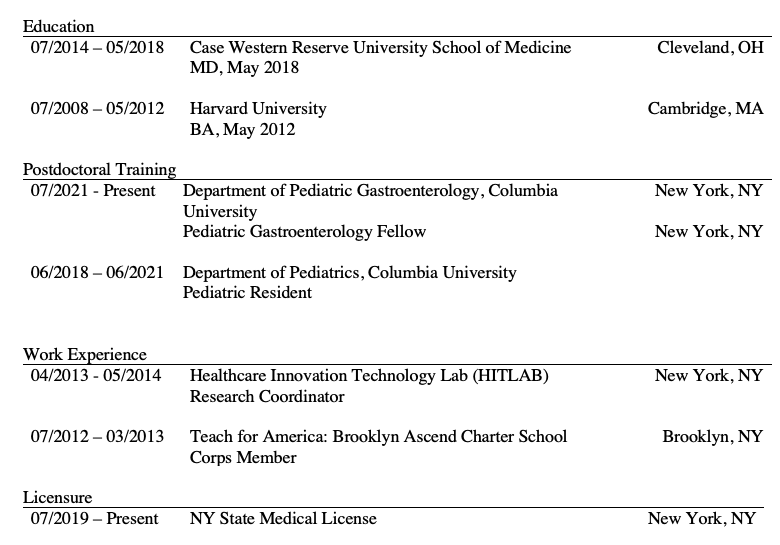 Education
07/2014 – 05/2018 Case Western Reserve University School of Medicine Cleveland, OH
MD, May 2018
07/2008 – 05/2012 Harvard University Cambridge, MA
BA, May 2012
Postdoctoral Training
07/2021 - Present Department of Pediatric Gastroenterology, Columbia New York, NY
University
Pediatric Gastroenterology Fellow New York, NY
06/2018 – 06/2021 Department of Pediatrics, Columbia University
Pediatric Resident
Work Experience
04/2013 - 05/2014 Healthcare Innovation Technology Lab (HITLAB) New York, NY
Research Coordinator
07/2012 – 03/2013 Teach for America: Brooklyn Ascend Charter School Brooklyn, NY
Corps Member
Licensure
07/2019 – Present NY State Medical License New York, NY